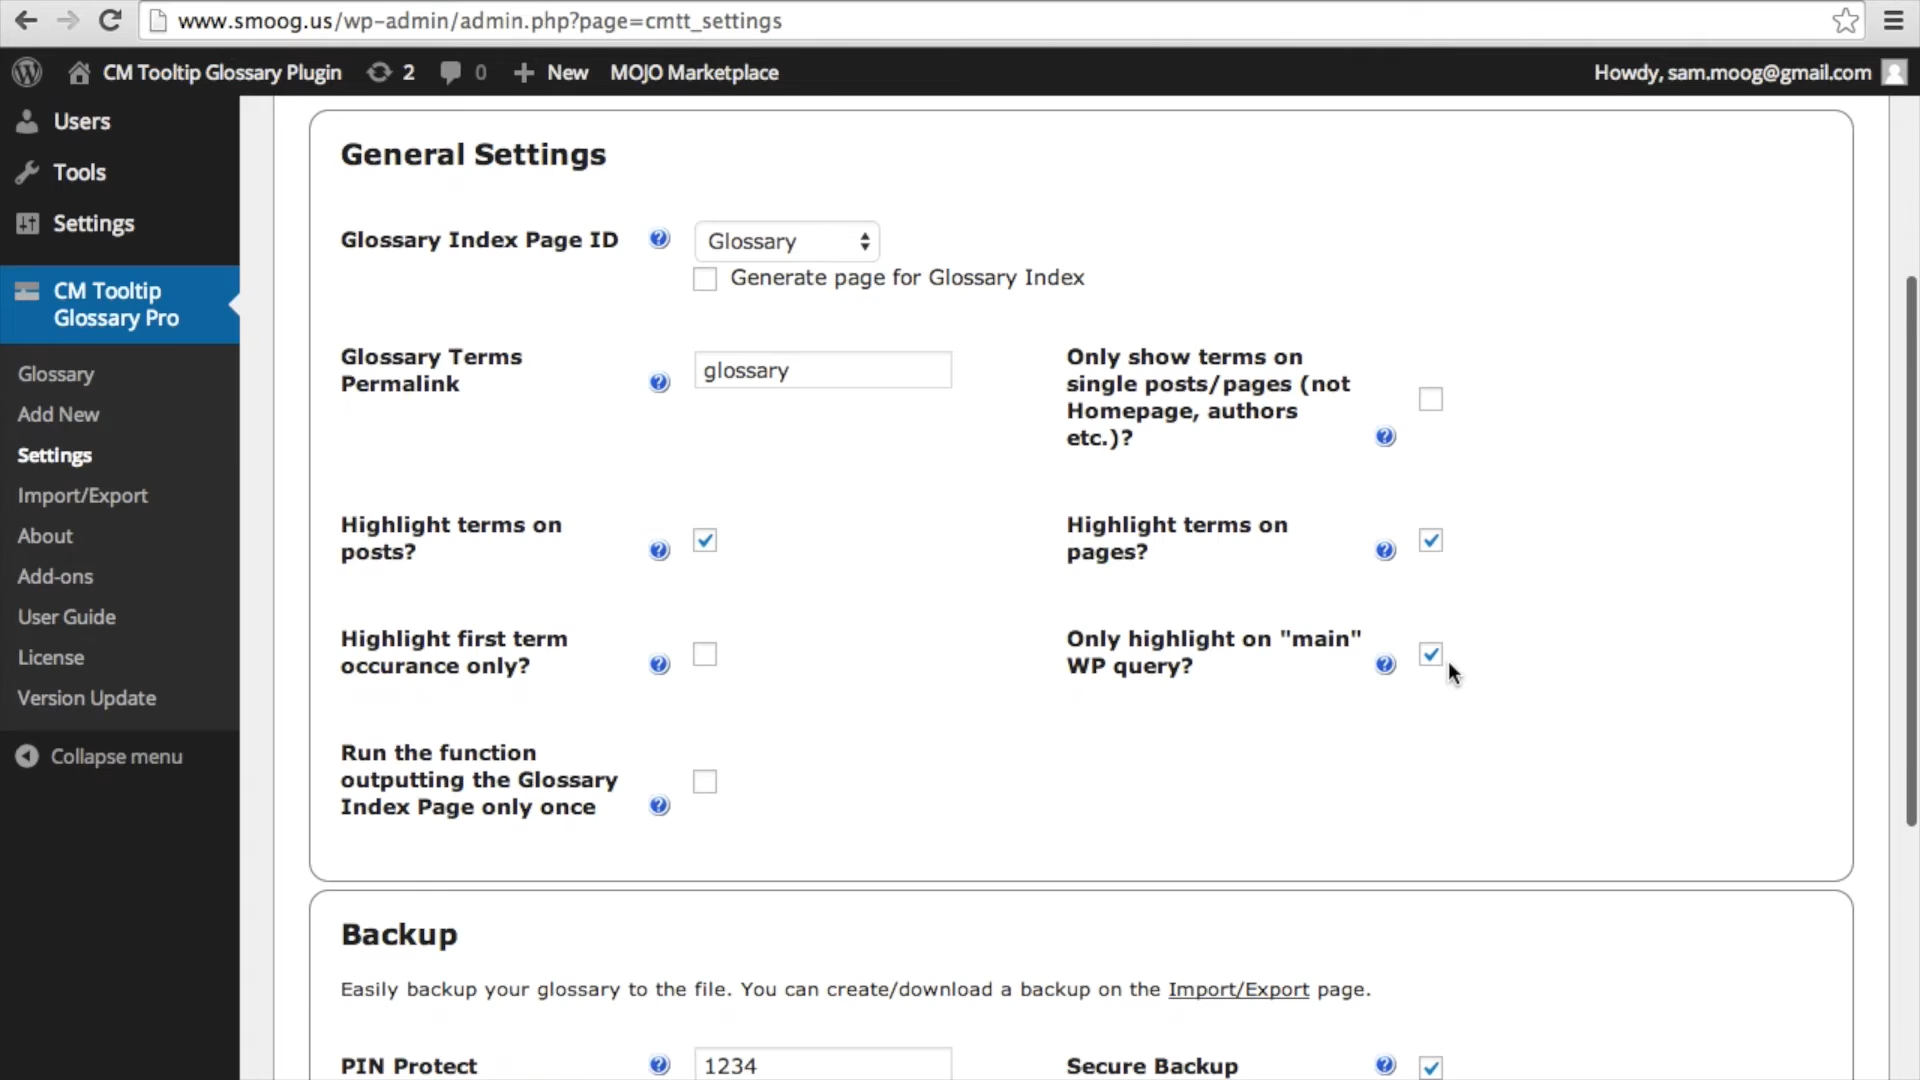 www.smoog.us/wp-admin/admin.php?page=cmtt_settings
CM Tooltip Glossary Plugin 2 0 New MOJO Marketplace Howdy, sam.moog@gmail.com
Users
Tools
Settings
CM Tooltip
Glossary Pro
Glossary
Add New
Settings
Import/Export
About
Add-ons
User Guide
License
Version Update
Collapse menu
General Settings
Glossary Index Page ID ? Glossary
Generate page for Glossary Index
Glossary Terms
Permalink ? glossary
Only show terms on
single posts/pages (not
Homepage, authors
etc.)? ?
Highlight terms on
posts? ?
Highlight terms on
pages? ?
Highlight first term
occurance only? ?
Only highlight on "main"
WP query? ?
Run the function
outputting the Glossary
Index Page only once ?
Backup
Easily backup your glossary to the file. You can create/download a backup on the Import/Export page.
PIN Protect ? 1234
Secure Backup ?